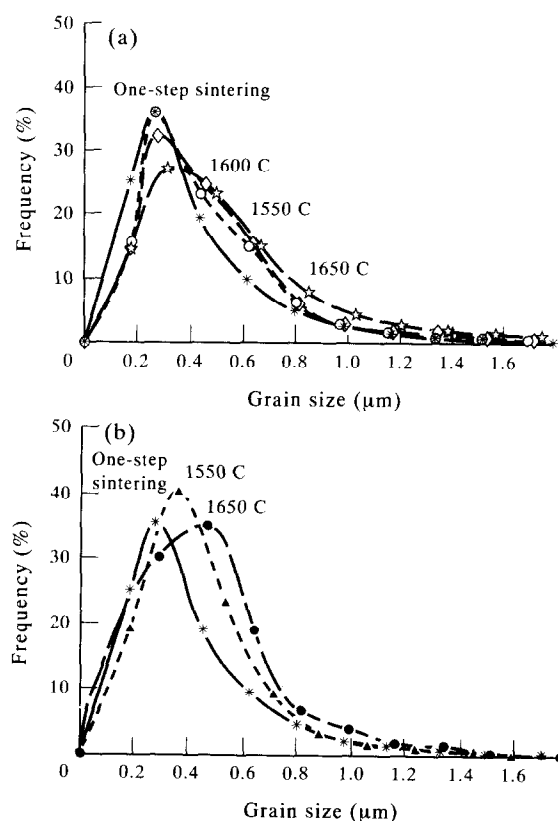 (a)
50
40
30
20
10
0
Frequency (%)
One-step sintering
1600 C
1550 C
1650 C
0.2 0.4 0.6 0.8 1.0 1.2 1.4 1.6
Grain size (μm)
(b)
50
40
30
20
10
0
Frequency (%)
One-step
sintering
1550 C
1650 C
0.2 0.4 0.6 0.8 1.0 1.2 1.4 1.6
Grain size (μm)